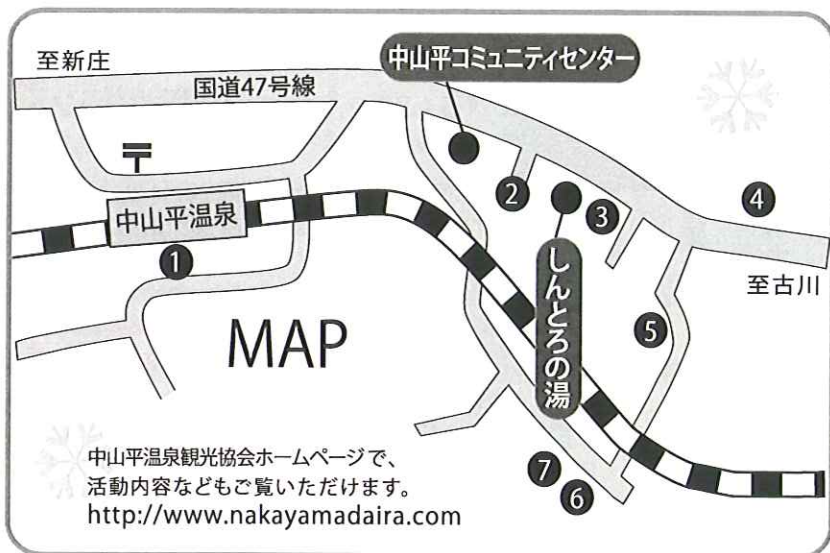 至新庄
国道47号線
中山平コミュニティセンター
〒
中山平温泉
1
2
3
4
至古川
しんとろの湯
5
MAP
7
6
中山平温泉観光協会ホームページで、
活動内容などもご覧いただけます。
http://www.nakayamadaira.com